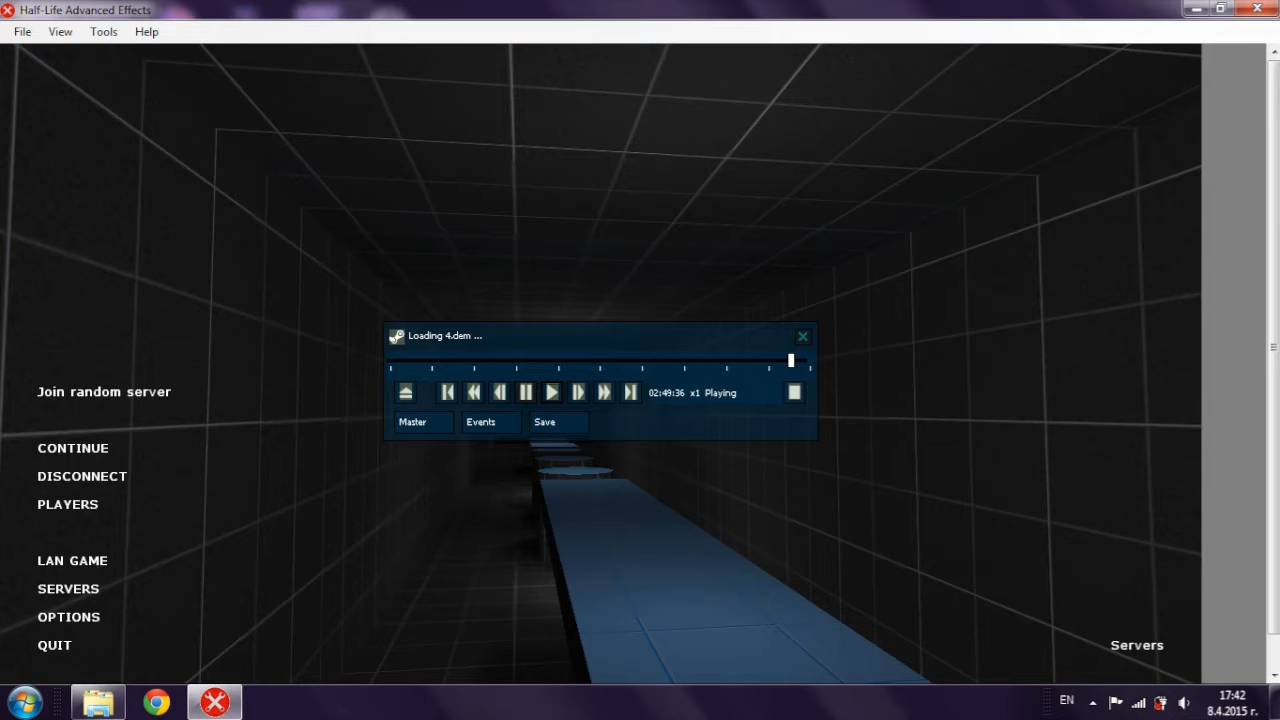 Half-Life Advanced Effects
File View Tools Help
Loading 4.dem ...
02:49:36 x1 Playing
Master Events Save
Join random server
CONTINUE
DISCONNECT
PLAYERS
LAN GAME
SERVERS
OPTIONS
QUIT
Servers
EN
17:42
8.4.2015 г.